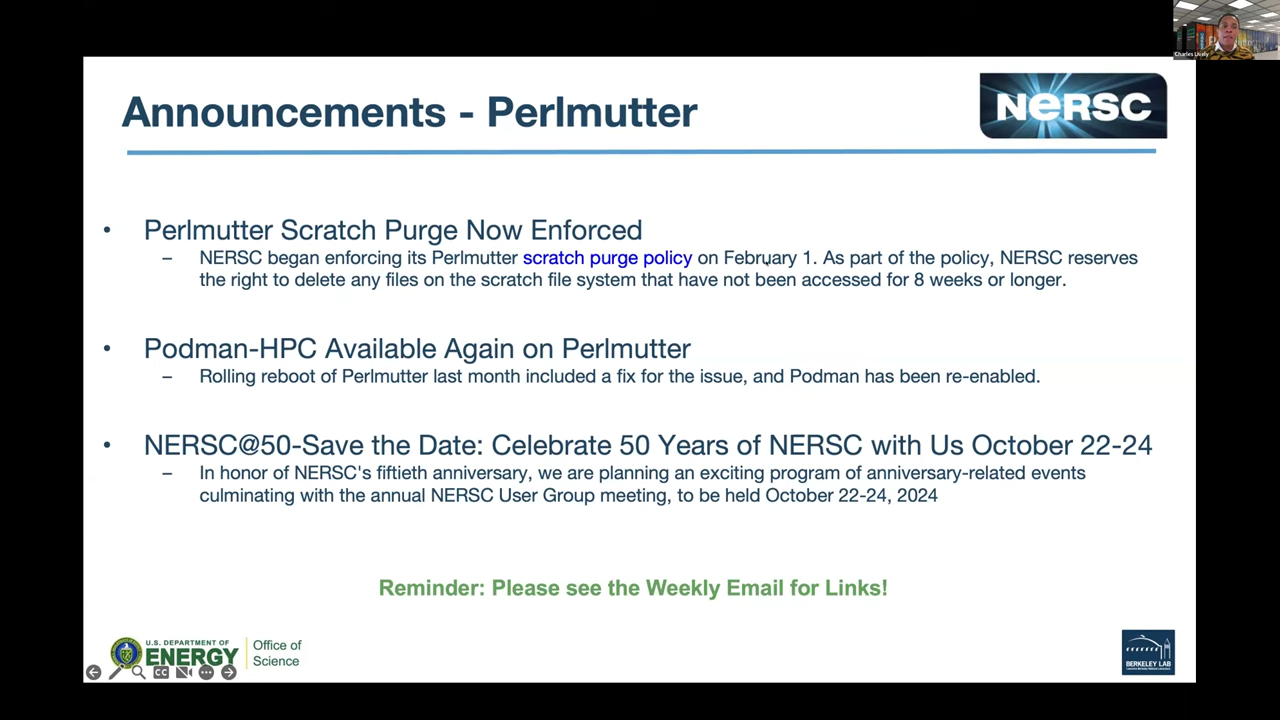 Charles Lively
Announcements - Perlmutter
NERSC
• Perlmutter Scratch Purge Now Enforced
– NERSC began enforcing its Perlmutter scratch purge policy on February 1. As part of the policy, NERSC reserves
the right to delete any files on the scratch file system that have not been accessed for 8 weeks or longer.
• Podman-HPC Available Again on Perlmutter
– Rolling reboot of Perlmutter last month included a fix for the issue, and Podman has been re-enabled.
• NERSC@50-Save the Date: Celebrate 50 Years of NERSC with Us October 22-24
– In honor of NERSC's fiftieth anniversary, we are planning an exciting program of anniversary-related events
culminating with the annual NERSC User Group meeting, to be held October 22-24, 2024
Reminder: Please see the Weekly Email for Links!
U.S. DEPARTMENT OF
ENERGY
Office of
Science
CC
BERKELEY LAB